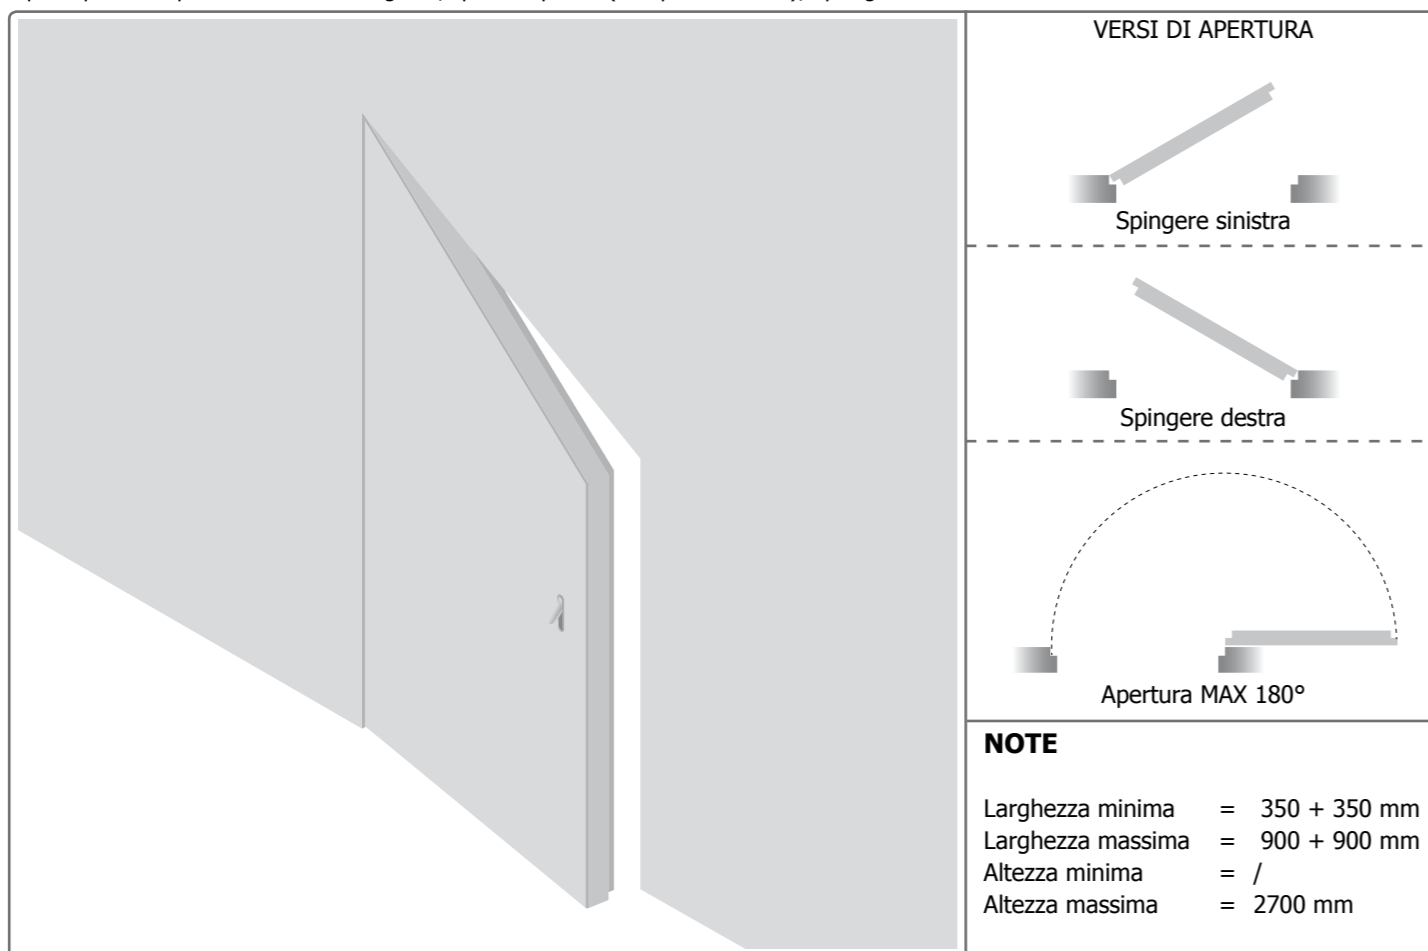 VERSI DI APERTURA
Spingere sinistra
Spingere destra
Apertura MAX 180°
NOTE
Larghezza minima = 350 + 350 mm
Larghezza massima = 900 + 900 mm
Altezza minima = /
Altezza massima = 2700 mm